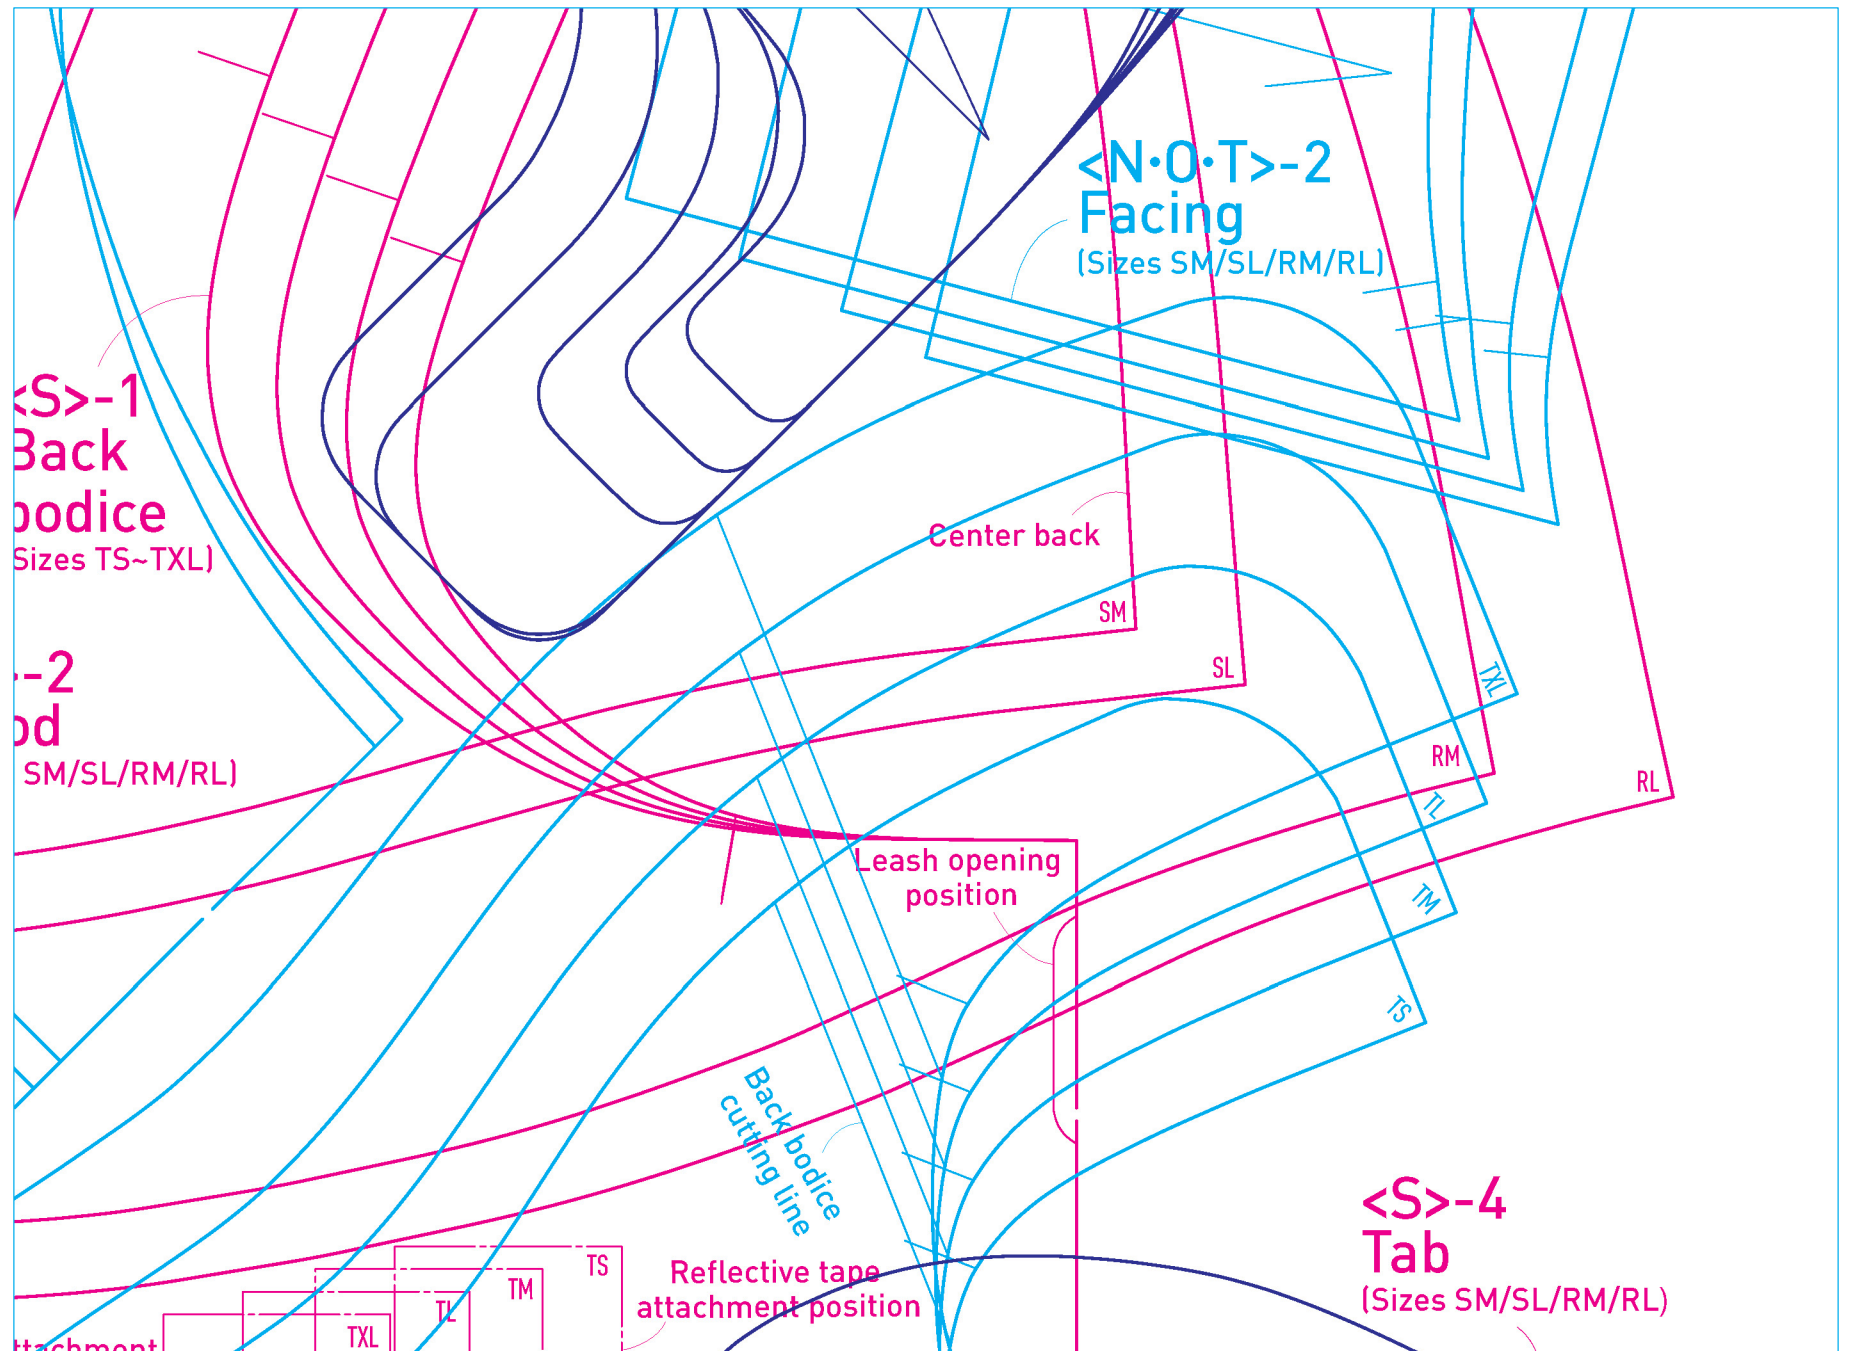 <N·O·T>-2
Facing
(Sizes SM/SL/RM/RL)
<S>-1
Back
bodice
(Sizes TS~TXL)
Center back
SM
SL
-2
od
SM/SL/RM/RL)
TXL
RM
RL
TL
Leash opening
position
TM
TS
Back bodice
cutting line
<S>-4
Tab
(Sizes SM/SL/RM/RL)
TS
TM
TL
TXL
Reflective tape
attachment position
ttachment